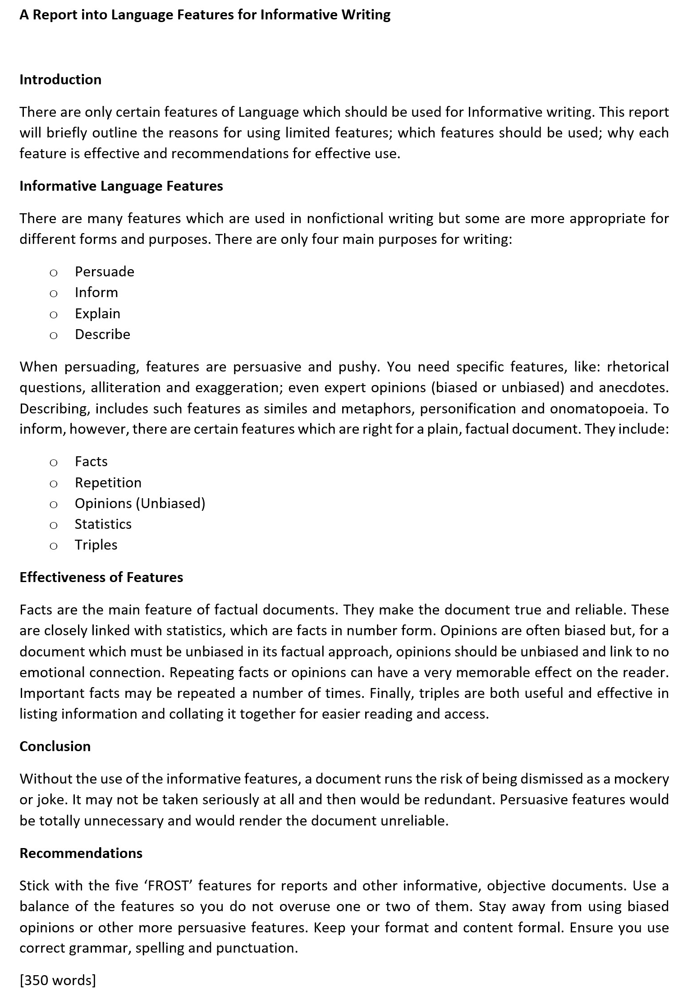 A Report into Language Features for Informative Writing
Introduction
There are only certain features of Language which should be used for Informative writing. This report
will briefly outline the reasons for using limited features; which features should be used; why each
feature is effective and recommendations for effective use.
Informative Language Features
There are many features which are used in nonfictional writing but some are more appropriate for
different forms and purposes. There are only four main purposes for writing:
o Persuade
o Inform
o Explain
o Describe
When persuading, features are persuasive and pushy. You need specific features, like: rhetorical
questions, alliteration and exaggeration; even expert opinions (biased or unbiased) and anecdotes.
Describing, includes such features as similes and metaphors, personification and onomatopoeia. To
inform, however, there are certain features which are right for a plain, factual document. They include:
o Facts
o Repetition
o Opinions (Unbiased)
o Statistics
o Triples
Effectiveness of Features
Facts are the main feature of factual documents. They make the document true and reliable. These
are closely linked with statistics, which are facts in number form. Opinions are often biased but, for a
document which must be unbiased in its factual approach, opinions should be unbiased and link to no
emotional connection. Repeating facts or opinions can have a very memorable effect on the reader.
Important facts may be repeated a number of times. Finally, triples are both useful and effective in
listing information and collating it together for easier reading and access.
Conclusion
Without the use of the informative features, a document runs the risk of being dismissed as a mockery
or joke. It may not be taken seriously at all and then would be redundant. Persuasive features would
be totally unnecessary and would render the document unreliable.
Recommendations
Stick with the five ‘FROST’ features for reports and other informative, objective documents. Use a
balance of the features so you do not overuse one or two of them. Stay away from using biased
opinions or other more persuasive features. Keep your format and content formal. Ensure you use
correct grammar, spelling and punctuation.
[350 words]